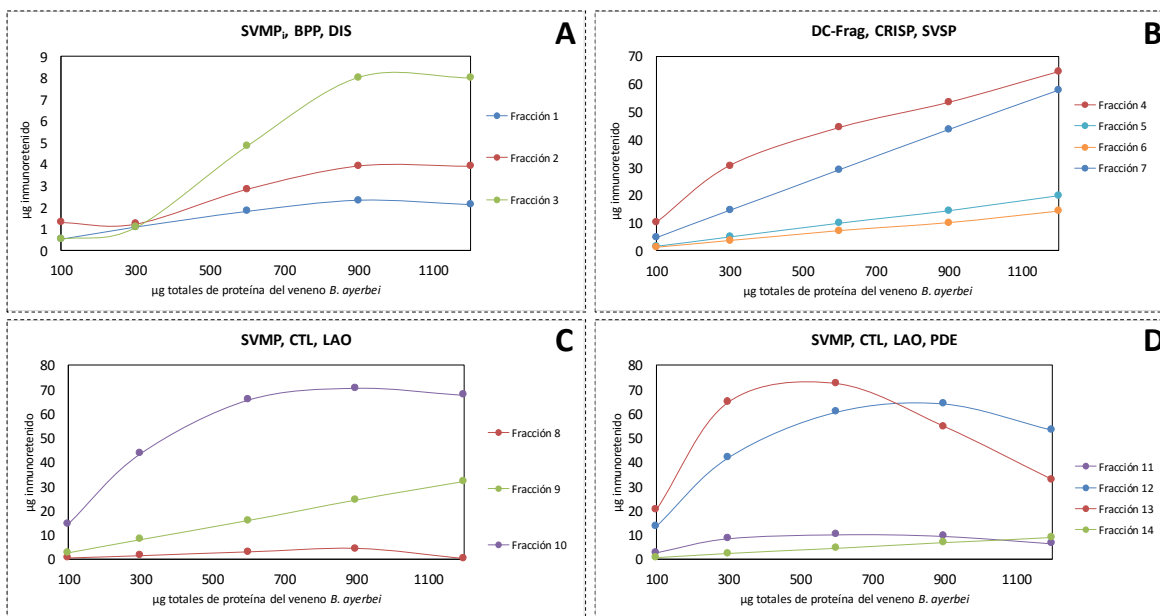 SVMPi, BPP, DIS
A
9
8
7
6
5
4
3
2
1
0
µg inmunoretenido
100 300 500 700 900 1100
µg totales de proteína del veneno B. ayerbei
Fracción 1
Fracción 2
Fracción 3
DC-Frag, CRISP, SVSP
B
70
60
50
40
30
20
10
0
µg inmunoretenido
100 300 500 700 900 1100
µg totales de proteína del veneno B. ayerbei
Fracción 4
Fracción 5
Fracción 6
Fracción 7
SVMP, CTL, LAO
C
80
70
60
50
40
30
20
10
0
µg inmunoretenido
100 300 500 700 900 1100
µg totales de proteína del veneno B. ayerbei
Fracción 8
Fracción 9
Fracción 10
SVMP, CTL, LAO, PDE
D
80
70
60
50
40
30
20
10
0
µg inmunoretenido
100 300 500 700 900 1100
µg totales de proteína del veneno B. ayerbei
Fracción 11
Fracción 12
Fracción 13
Fracción 14